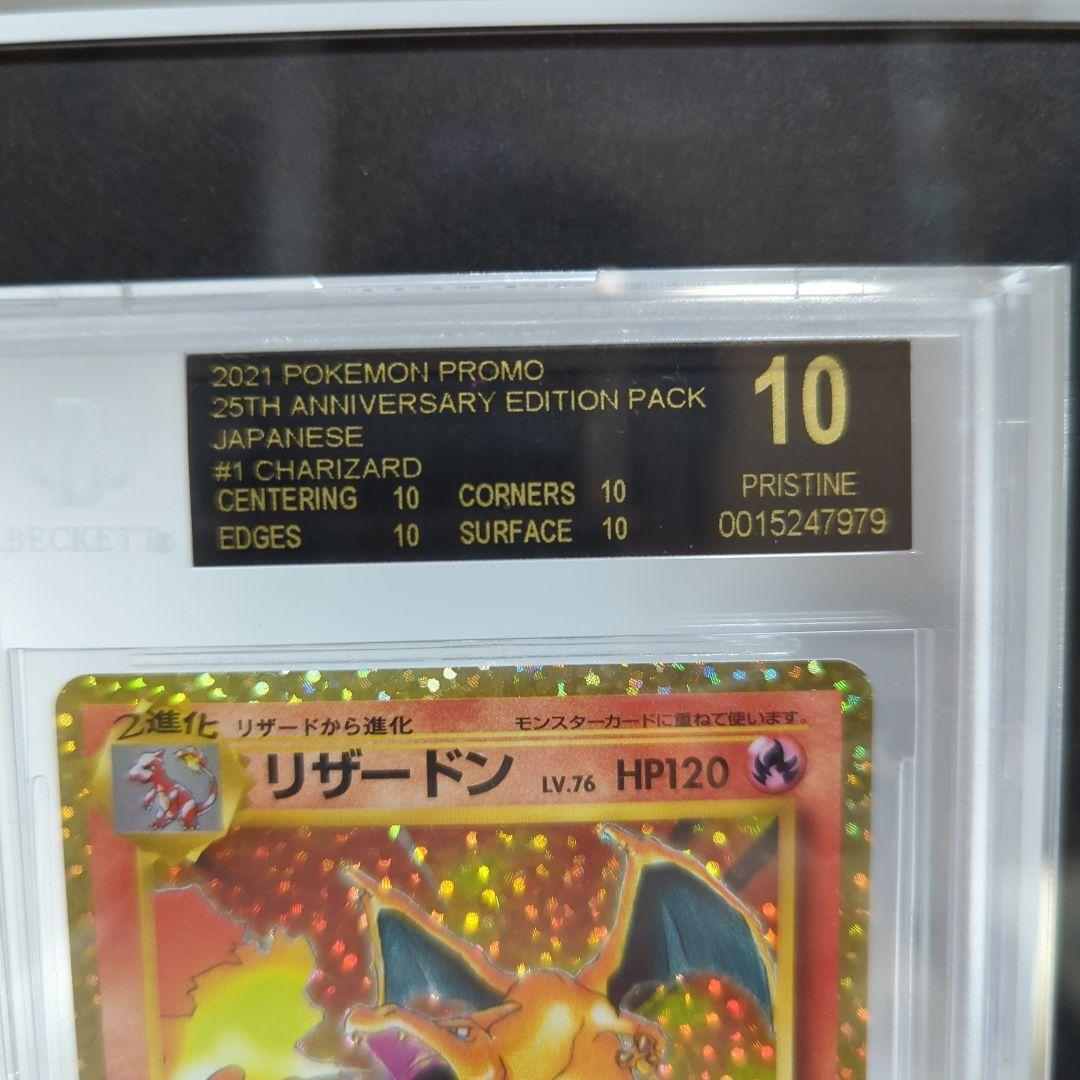 2021 POKEMON PROMO
25TH ANNIVERSARY EDITION PACK
JAPANESE
#1 CHARIZARD
CENTERING 10 CORNERS 10
EDGES 10 SURFACE 10
10
PRISTINE
0015247979
BECKETT®
2進化 リザードから進化 モンスターカードに重ねて使います。
リザードン LV.76 HP120